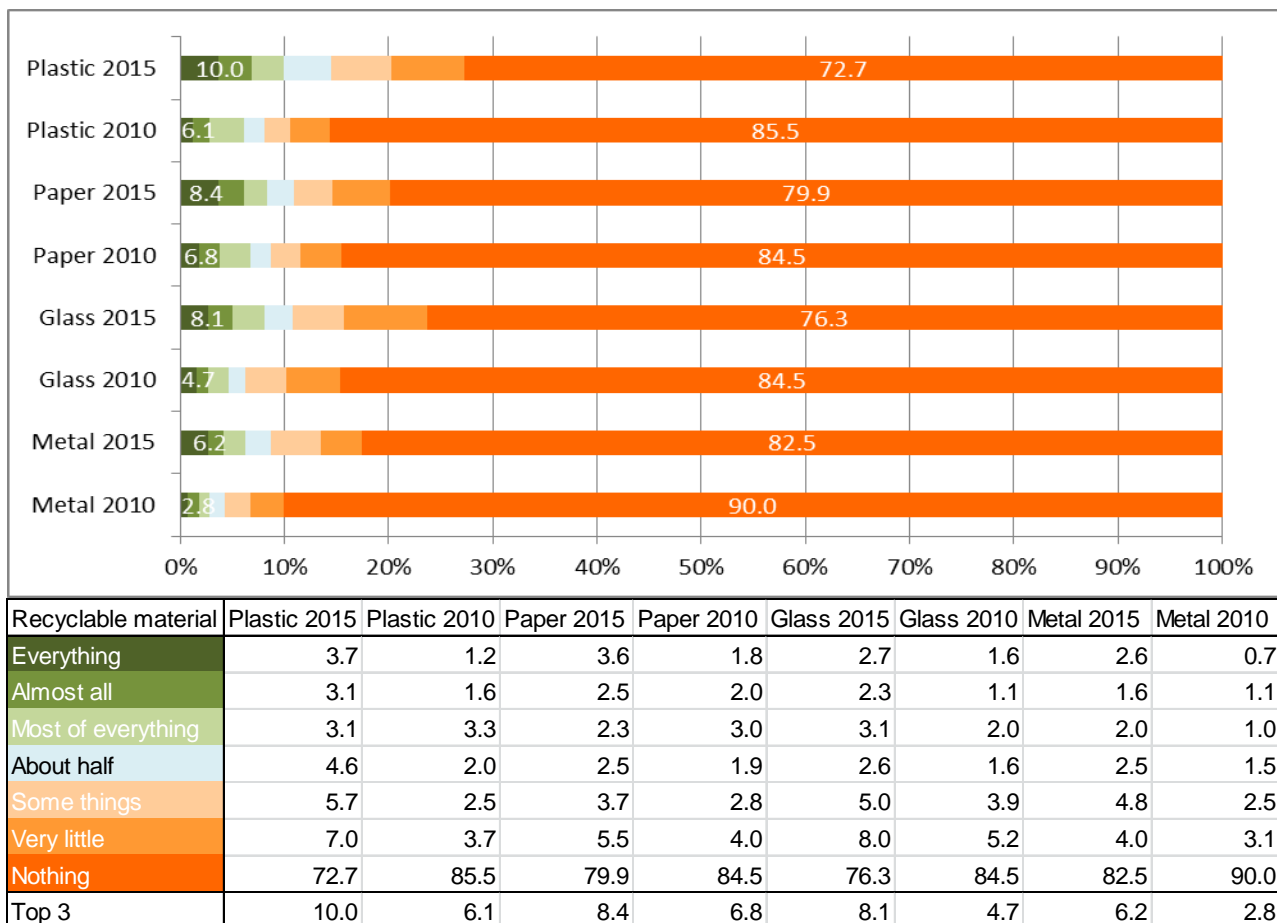 Plastic 2015 10.0 72.7
Plastic 2010 6.1 85.5
Paper 2015 8.4 79.9
Paper 2010 6.8 84.5
Glass 2015 8.1 76.3
Glass 2010 4.7 84.5
Metal 2015 6.2 82.5
Metal 2010 2.8 90.0
0% 10% 20% 30% 40% 50% 60% 70% 80% 90% 100%
Recyclable material Plastic 2015 Plastic 2010 Paper 2015 Paper 2010 Glass 2015 Glass 2010 Metal 2015 Metal 2010
Everything 3.7 1.2 3.6 1.8 2.7 1.6 2.6 0.7
Almost all 3.1 1.6 2.5 2.0 2.3 1.1 1.6 1.1
Most of everything 3.1 3.3 2.3 3.0 3.1 2.0 2.0 1.0
About half 4.6 2.0 2.5 1.9 2.6 1.6 2.5 1.5
Some things 5.7 2.5 3.7 2.8 5.0 3.9 4.8 2.5
Very little 7.0 3.7 5.5 4.0 8.0 5.2 4.0 3.1
Nothing 72.7 85.5 79.9 84.5 76.3 84.5 82.5 90.0
Top 3 10.0 6.1 8.4 6.8 8.1 4.7 6.2 2.8